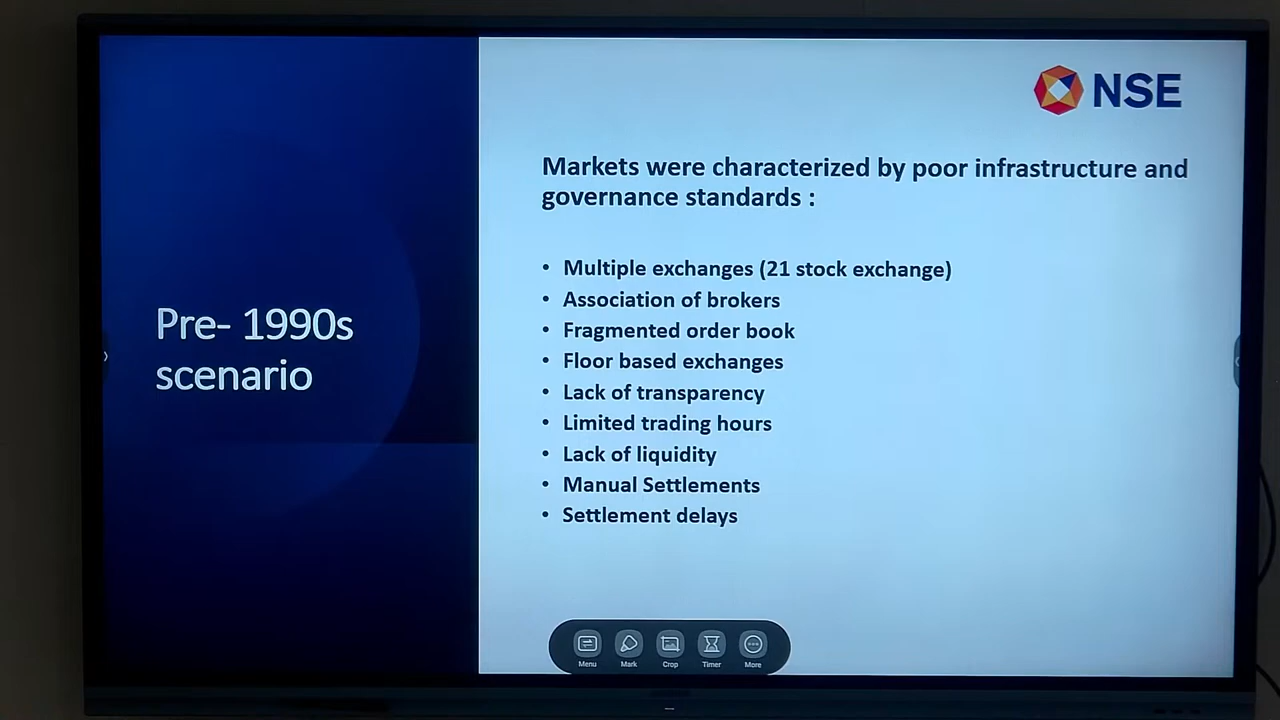 NSE
Pre- 1990s
scenario
Markets were characterized by poor infrastructure and
governance standards :
• Multiple exchanges (21 stock exchange)
• Association of brokers
• Fragmented order book
• Floor based exchanges
• Lack of transparency
• Limited trading hours
• Lack of liquidity
• Manual Settlements
• Settlement delays
Menu Mark Crop Timer More